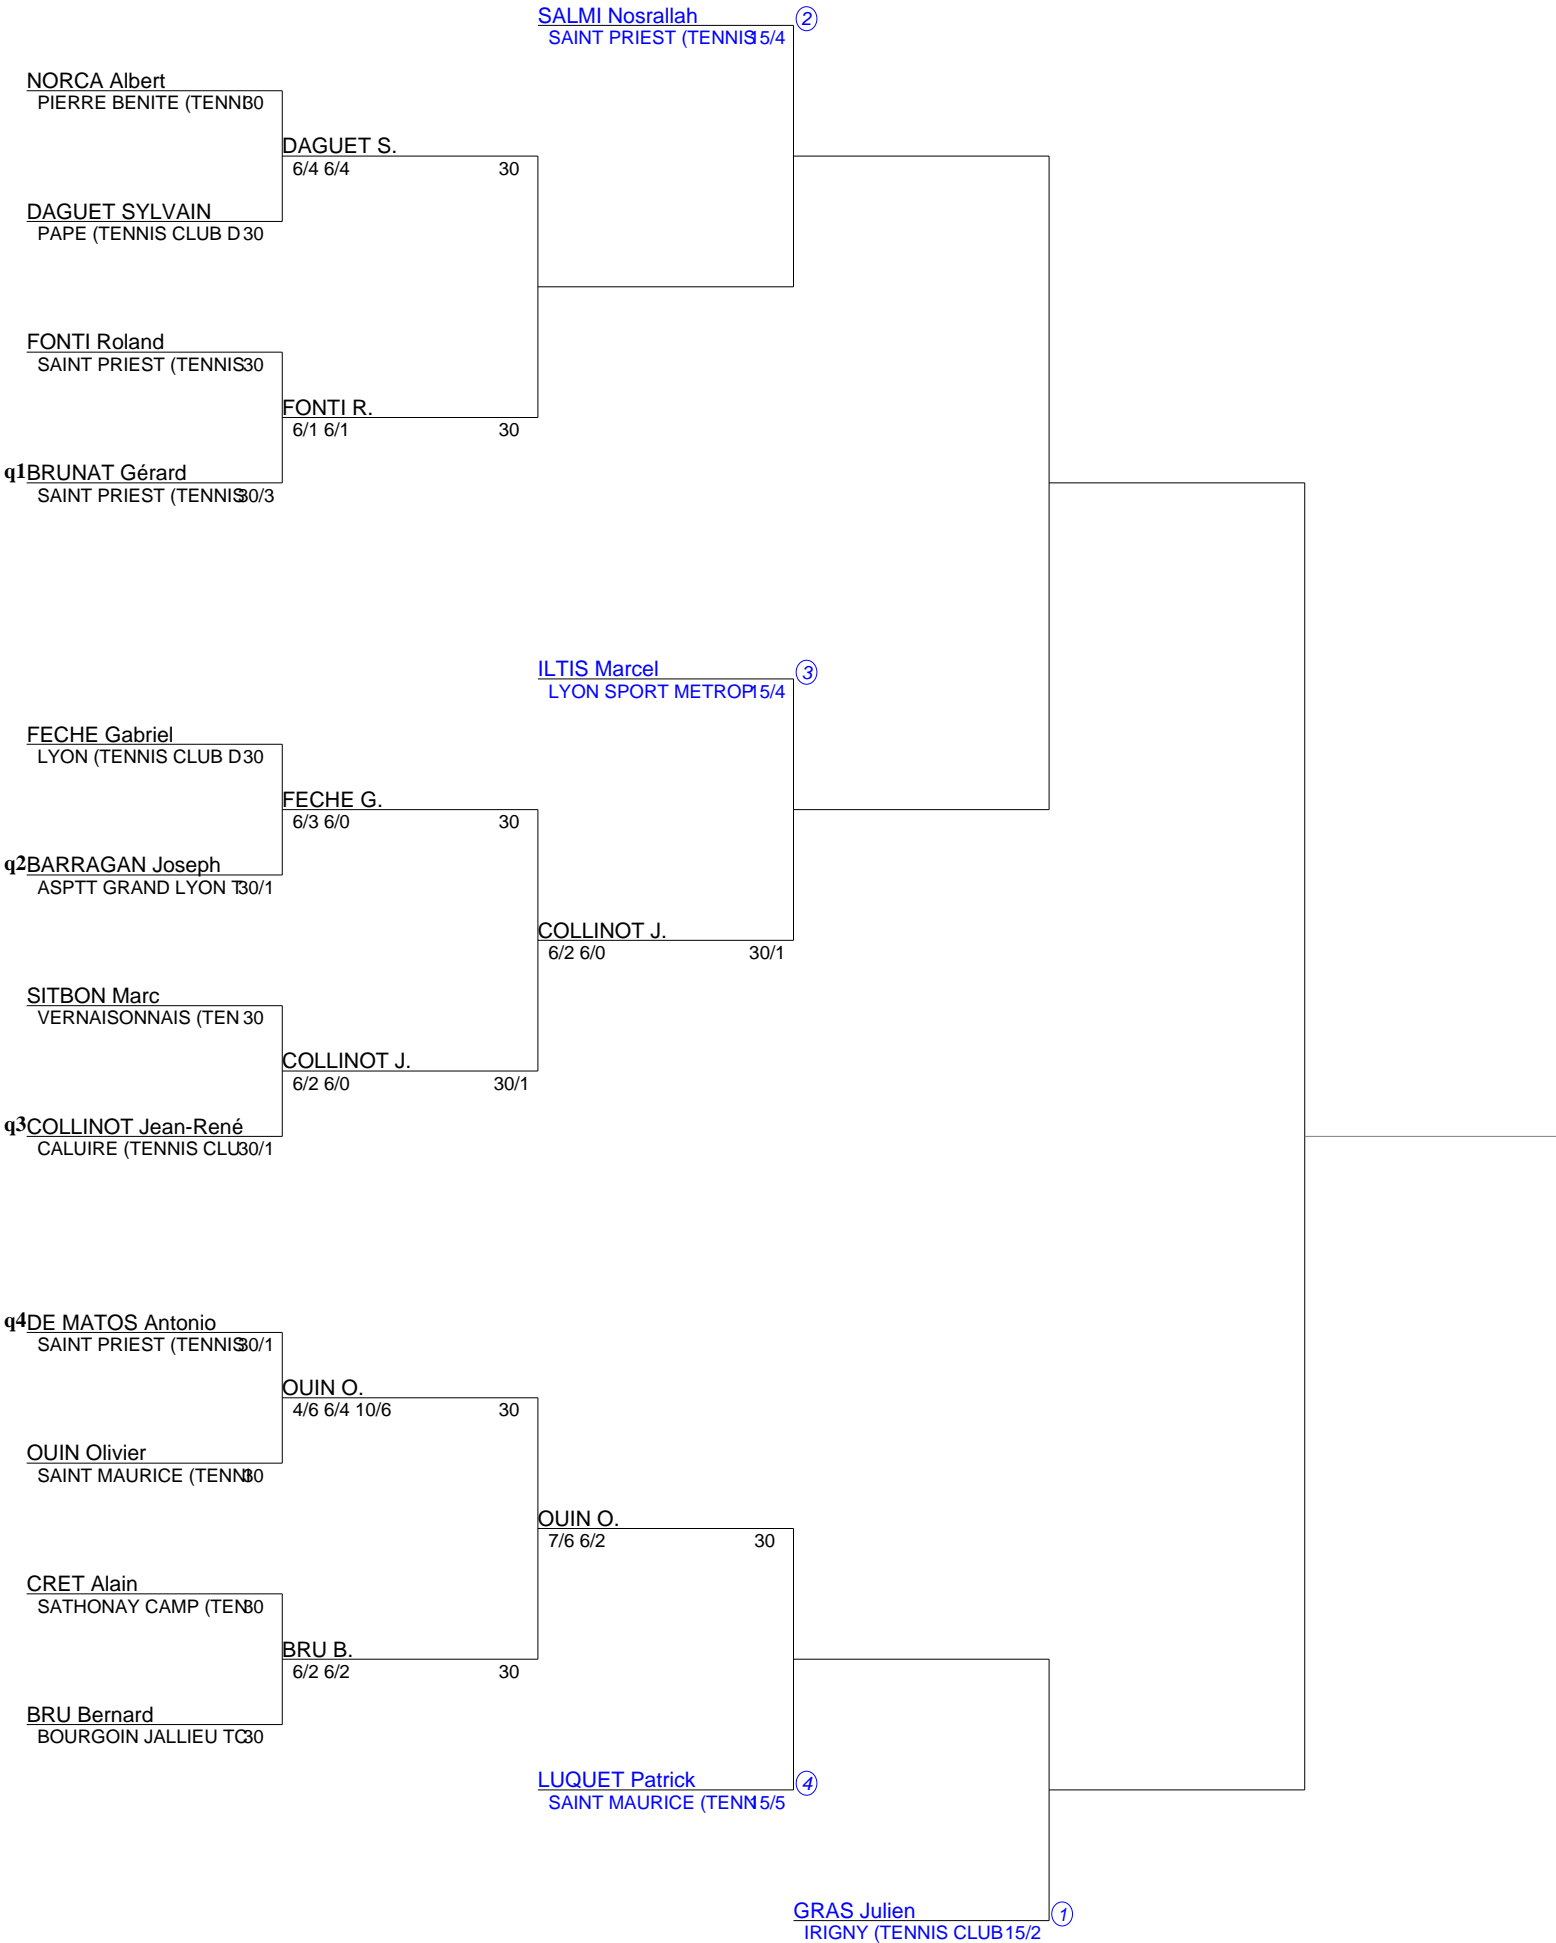 SALMI Nosrallah ②
SAINT PRIEST (TENNIS 15/4
NORCA Albert
PIERRE BENITE (TENNI 30
DAGUET S.
6/4 6/4 30
DAGUET SYLVAIN
PAPE (TENNIS CLUB D 30
FONTI Roland
SAINT PRIEST (TENNIS 30
FONTI R.
6/1 6/1 30
q1 BRUNAT Gérard
SAINT PRIEST (TENNIS 30/3
ILTIS Marcel ③
LYON SPORT METROP 15/4
FECHE Gabriel
LYON (TENNIS CLUB D 30
FECHE G.
6/3 6/0 30
q2 BARRAGAN Joseph
ASPTT GRAND LYON T 30/1
COLLINOT J.
6/2 6/0 30/1
SITBON Marc
VERNAISONNAIS (TEN 30
COLLINOT J.
6/2 6/0 30/1
q3 COLLINOT Jean-René
CALUIRE (TENNIS CLU 30/1
q4 DE MATOS Antonio
SAINT PRIEST (TENNIS 30/1
OUIN O.
4/6 6/4 10/6 30
OUIN Olivier
SAINT MAURICE (TENN 30
OUIN O.
7/6 6/2 30
CRET Alain
SATHONAY CAMP (TEN 30
BRU B.
6/2 6/2 30
BRU Bernard
BOURGOIN JALLIEU TC 30
LUQUET Patrick ④
SAINT MAURICE (TENN 15/5
GRAS Julien ①
IRIGNY (TENNIS CLUB 15/2